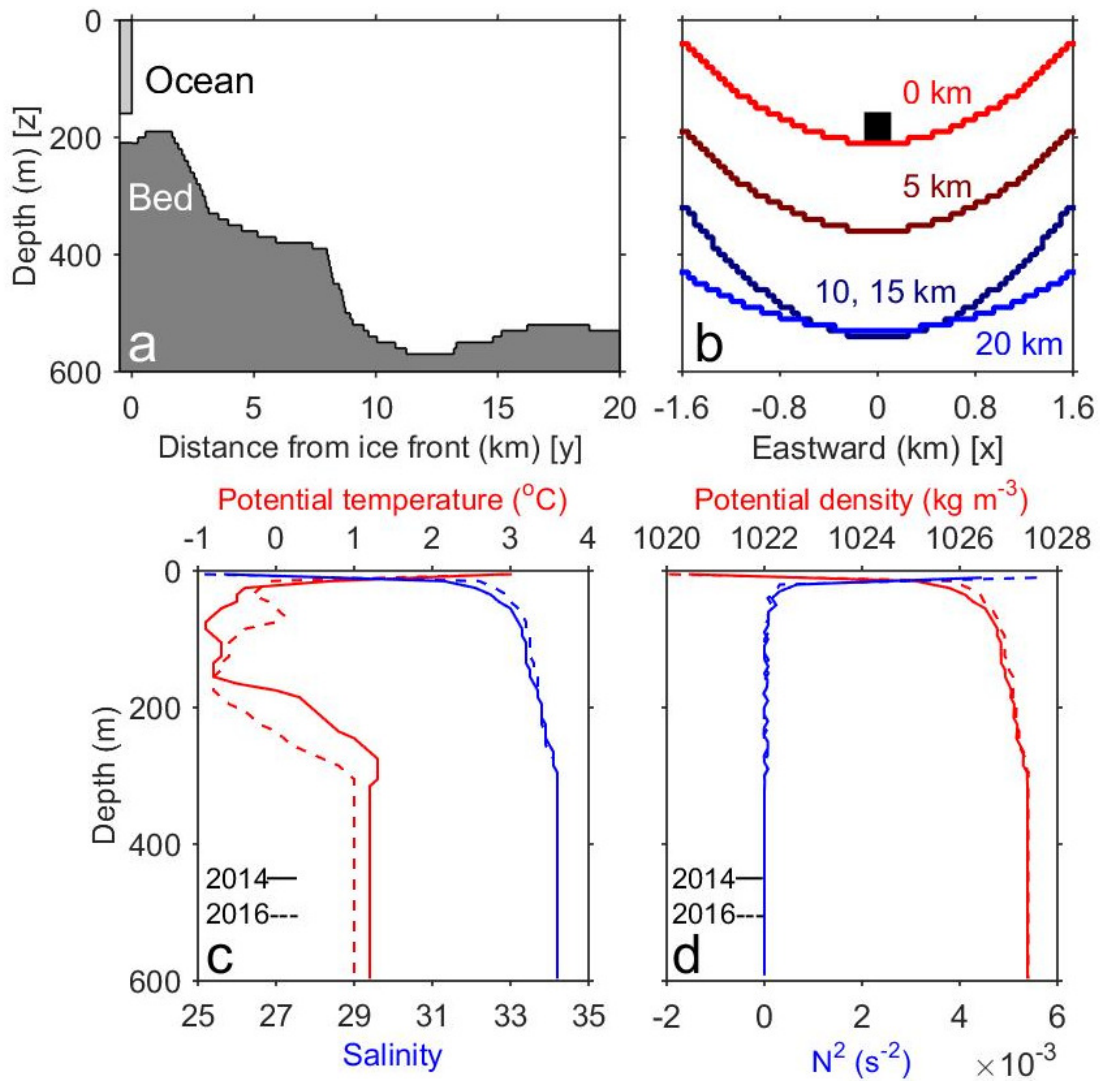 0
200
400
600
Depth (m) [z]
Ocean
Bed
a
0
5
10
15
20
Distance from ice front (km) [y]
0 km
5 km
10, 15 km
20 km
b
-1.6
-0.8
0
0.8
1.6
Eastward (km) [x]
Potential temperature (°C)
-1
0
1
2
3
4
0
200
400
600
Depth (m)
2014
2016
c
25
27
29
31
33
35
Salinity
Potential density (kg m⁻³)
1020
1022
1024
1026
1028
2014
2016
d
-2
0
2
4
6
N² (s⁻²)
×10⁻³